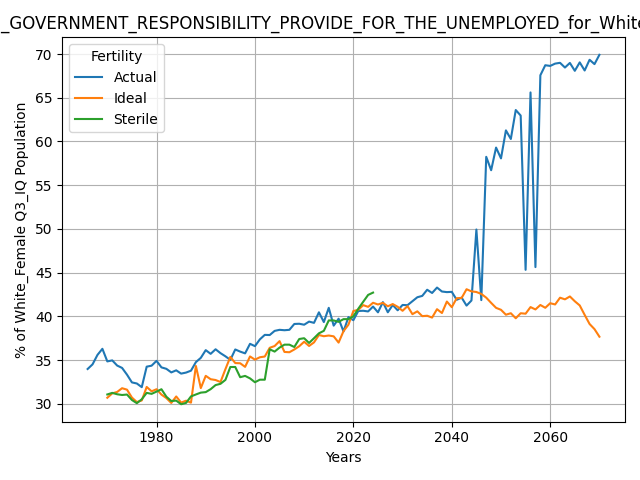 _GOVERNMENT_RESPONSIBILITY_PROVIDE_FOR_THE_UNEMPLOYED_for_White
Fertility
Actual
Ideal
Sterile
% of White_Female Q3_IQ Population
70
65
60
55
50
45
40
35
30
1980
2000
2020
2040
2060
Years